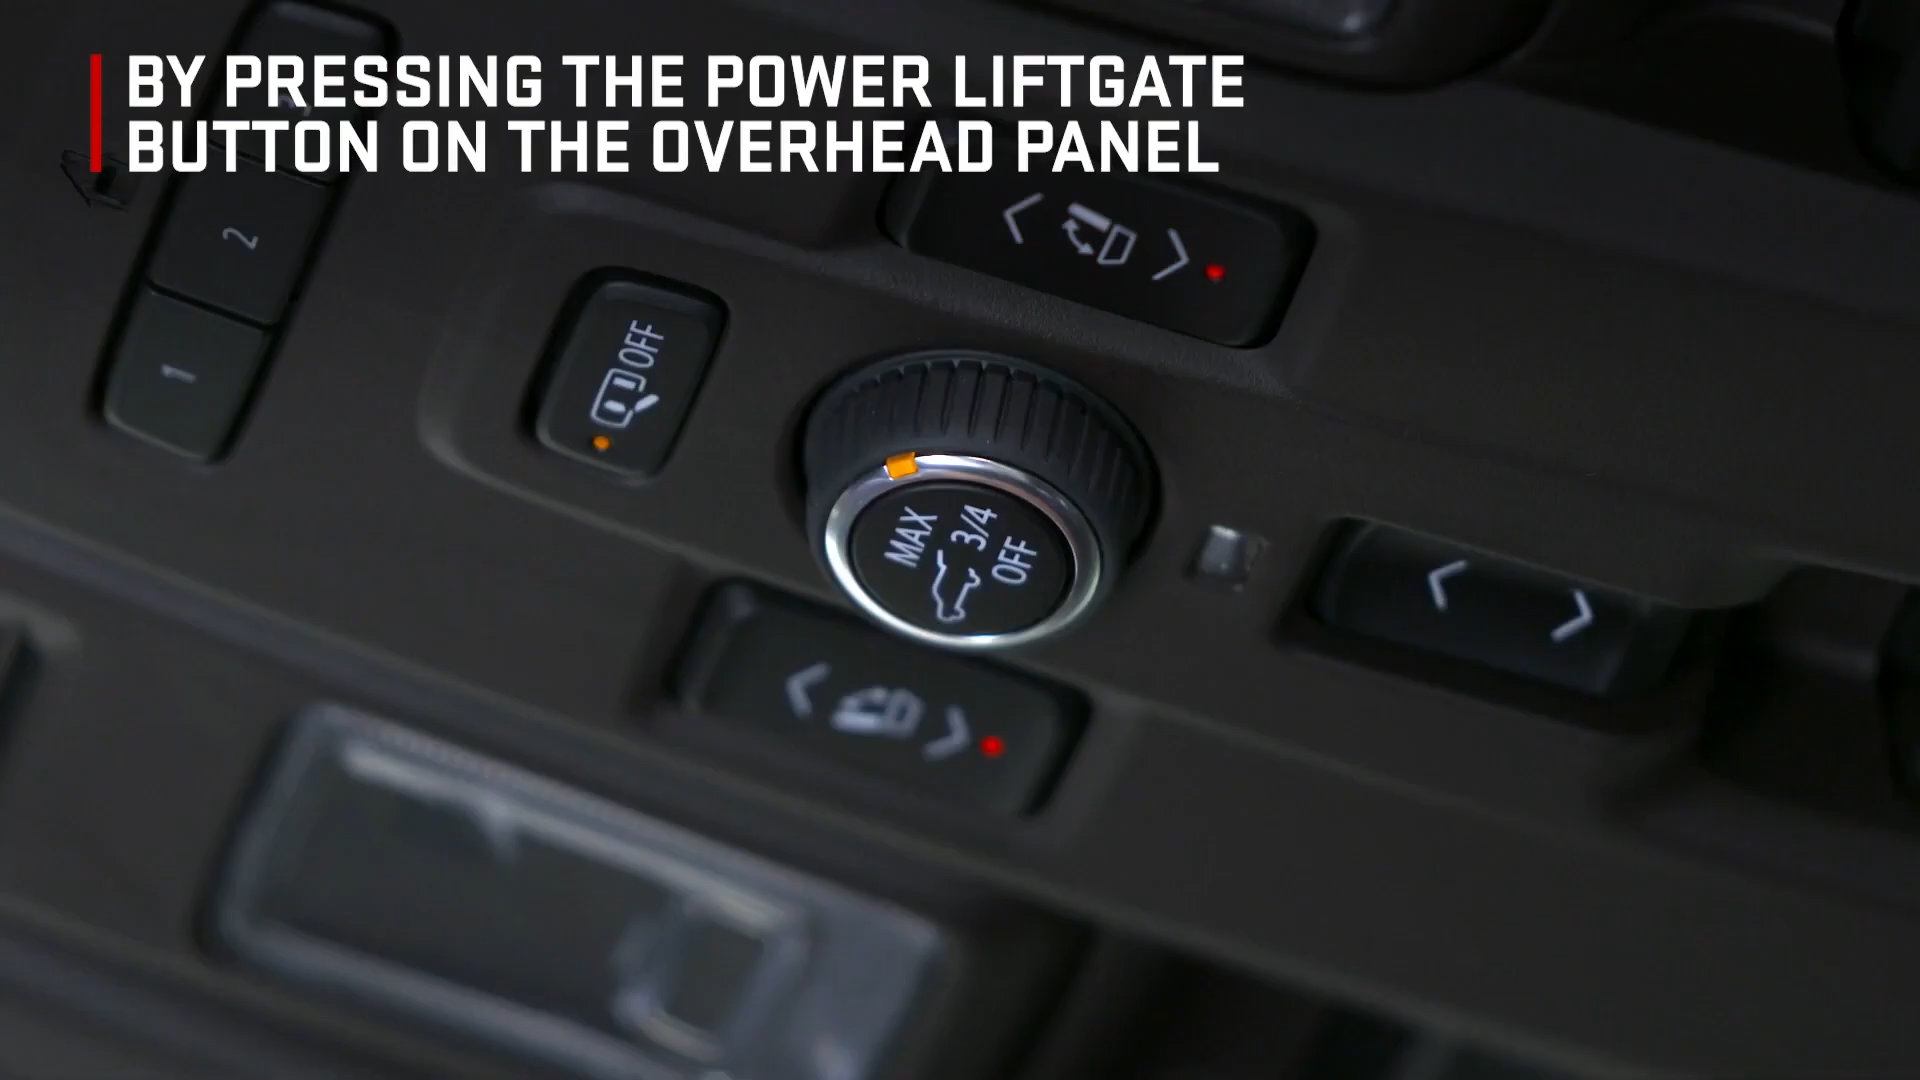 BY PRESSING THE POWER LIFTGATE
BUTTON ON THE OVERHEAD PANEL
2
1
OFF
MAX
3/4
OFF